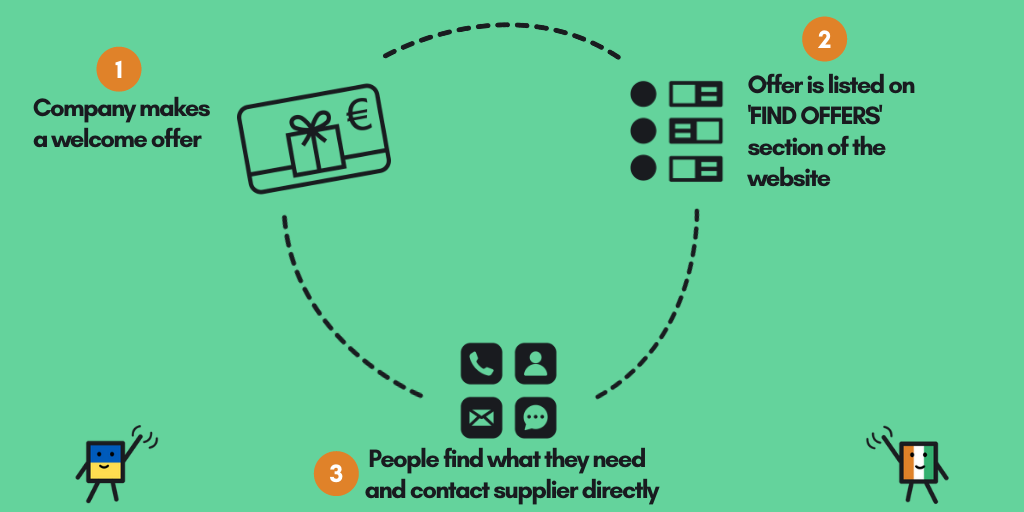 1
Company makes
a welcome offer
€
2
Offer is listed on
'FIND OFFERS'
section of the
website
3
People find what they need
and contact supplier directly